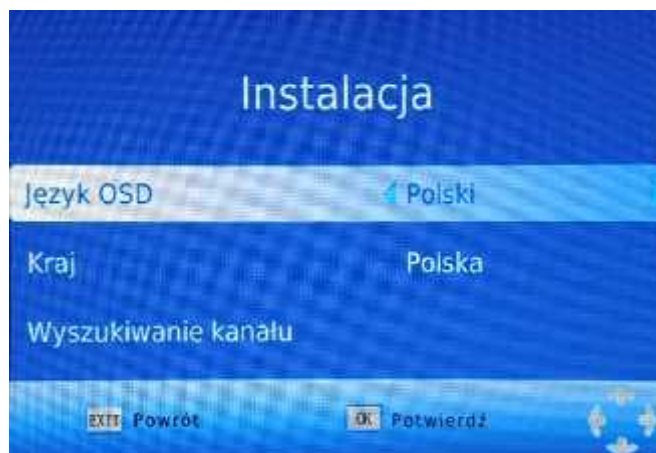 Instalacja
Język OSD Polski
Kraj Polska
Wyszukiwanie kanału
EXIT Powrót OK Potwierdź